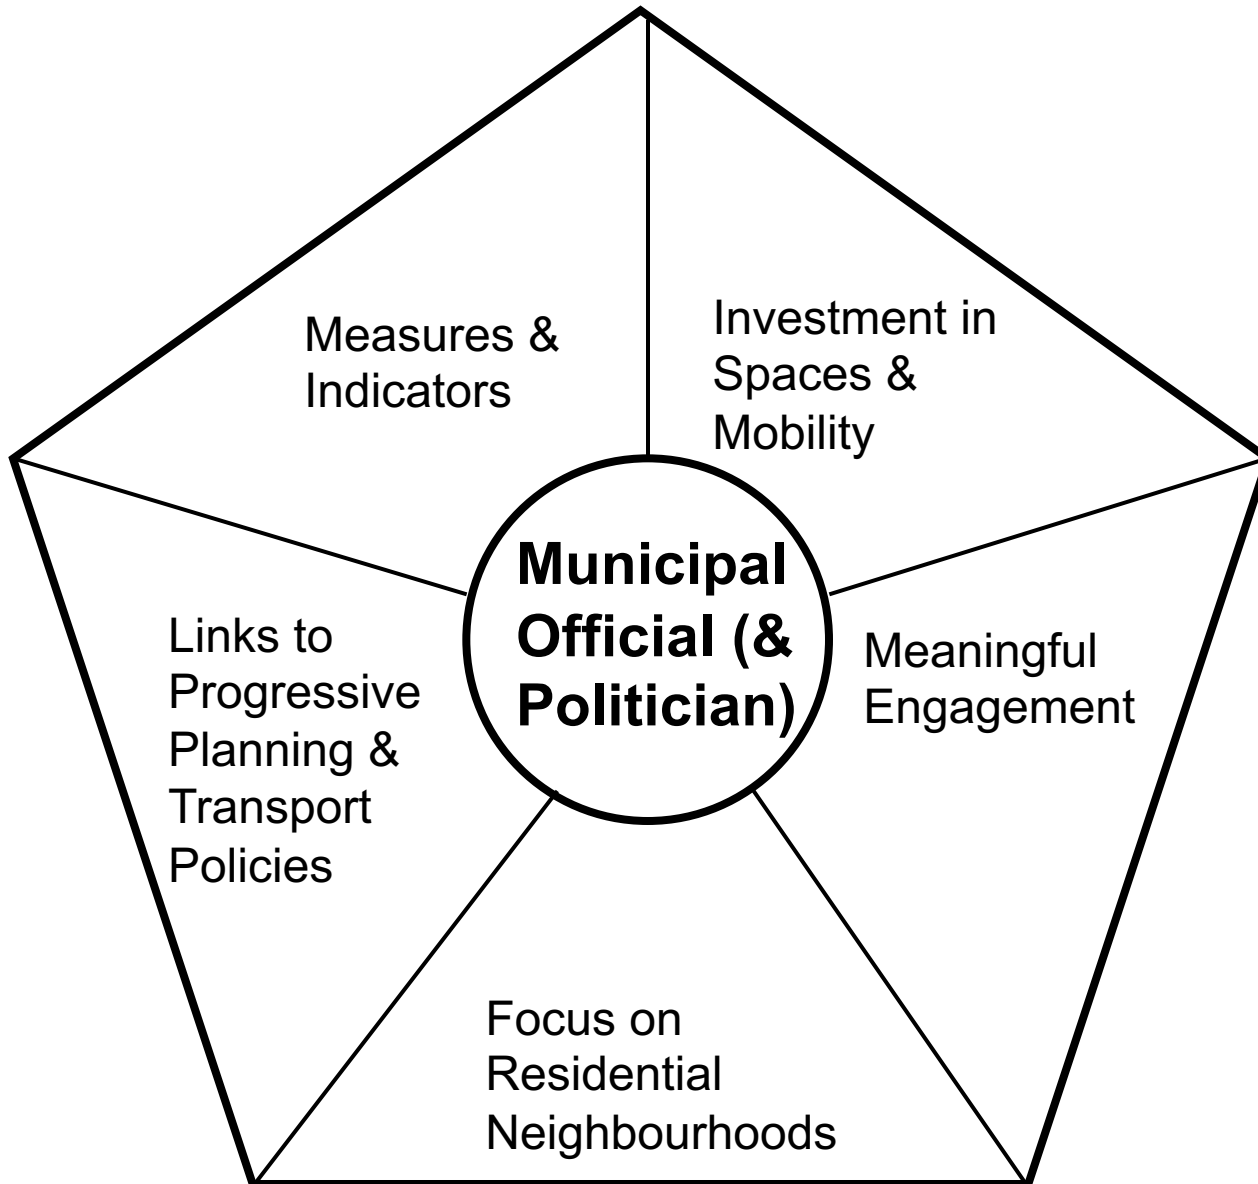 Measures &
Indicators
Investment in
Spaces &
Mobility
Municipal
Official (&
Politician)
Links to
Progressive
Planning &
Transport
Policies
Meaningful
Engagement
Focus on
Residential
Neighbourhoods